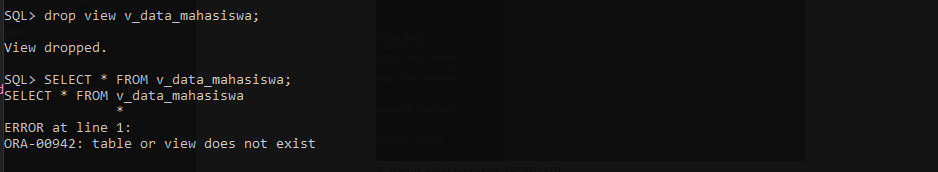 SQL> drop view v_data_mahasiswa;
View dropped.
SQL> SELECT * FROM v_data_mahasiswa;
SELECT * FROM v_data_mahasiswa
*
ERROR at line 1:
ORA-00942: table or view does not exist